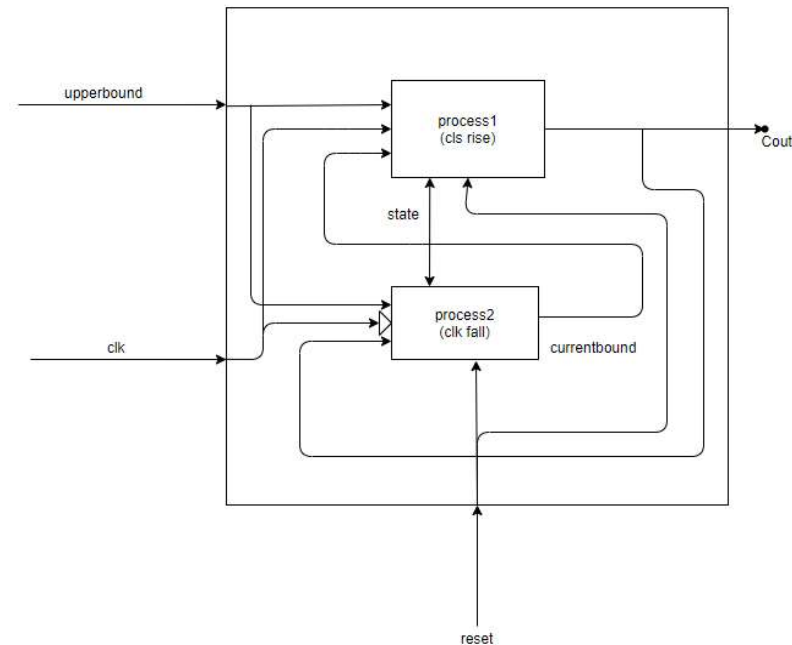 upperbound
process1
(cls rise)
Cout
state
process2
(clk fall)
clk
currentbound
reset